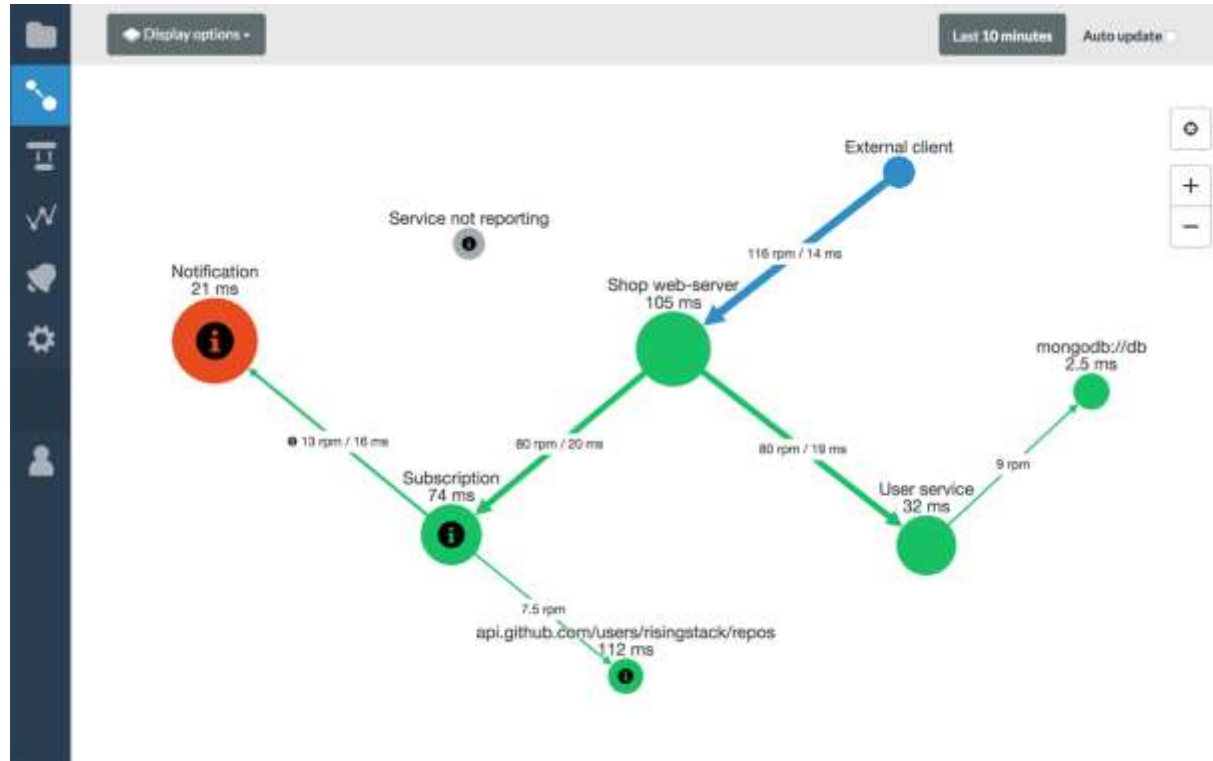 Display options
Last 10 minutes
Auto update
External client
Service not reporting
116 rpm / 14 ms
Notification
21 ms
Shop web-server
105 ms
mongodb://db
2.5 ms
13 rpm / 16 ms
80 rpm / 20 ms
80 rpm / 19 ms
9 rpm
Subscription
74 ms
User service
32 ms
7.5 rpm
api.github.com/users/risingstack/repos
112 ms